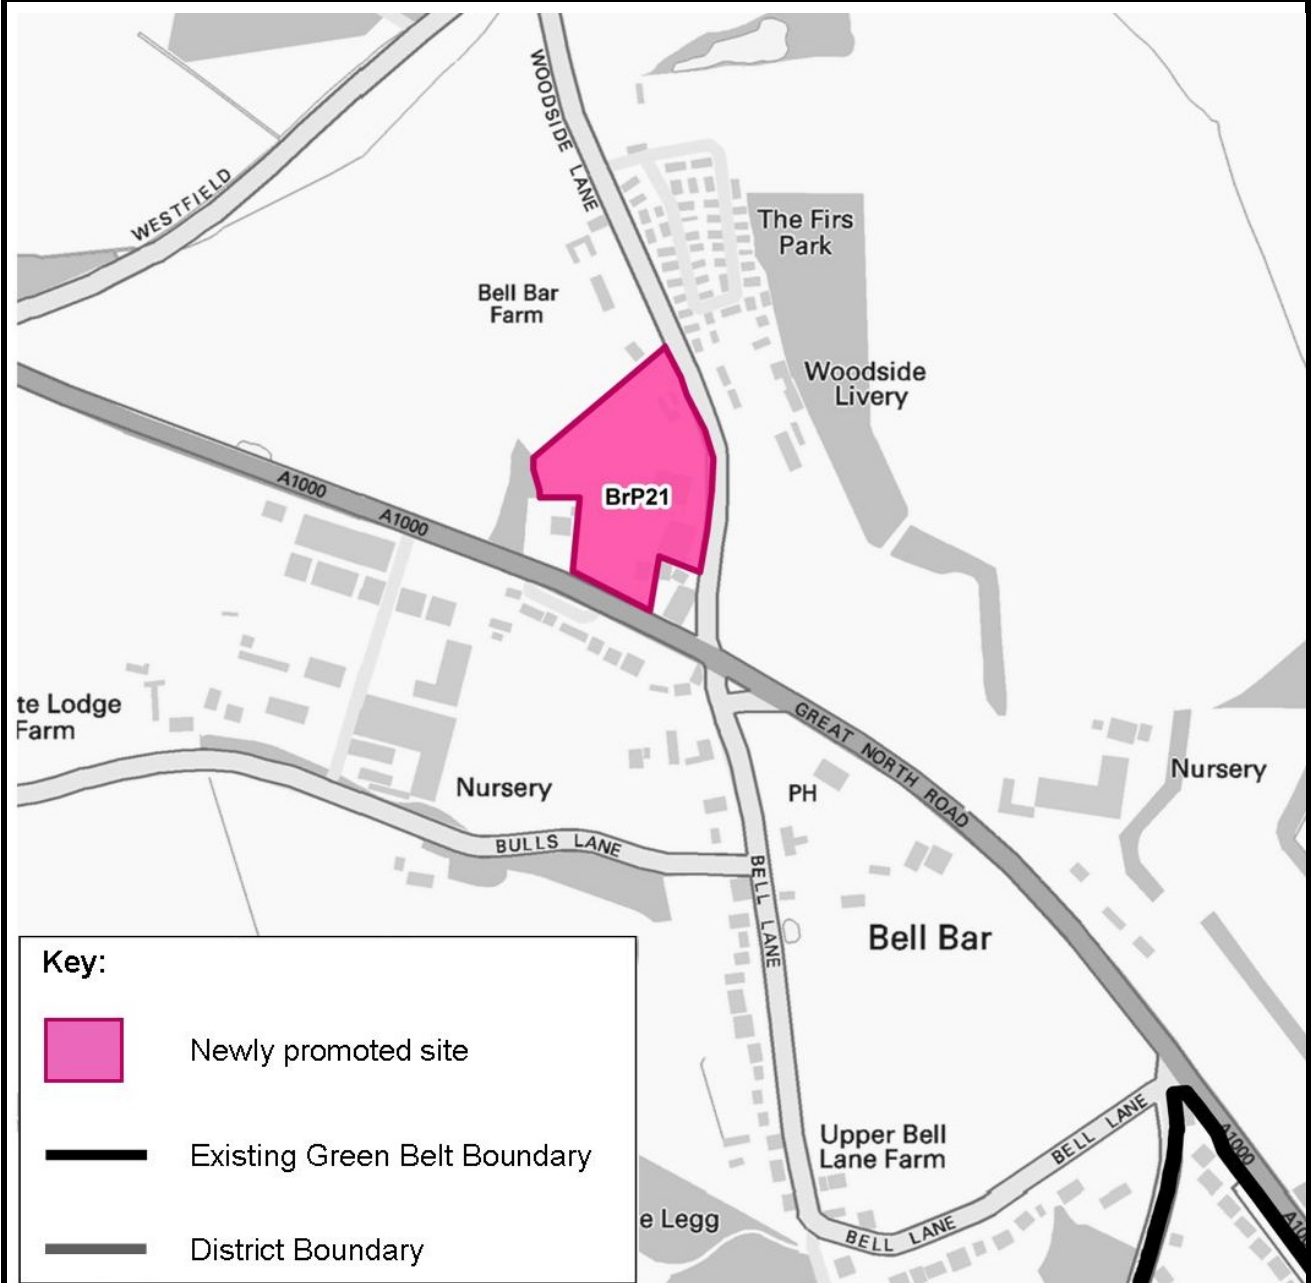 WOODSIDE LANE
WESTFIELD
The Firs
Park
Bell Bar
Farm
Woodside
Livery
A1000
A1000
BrP21
te Lodge
Farm
GREAT NORTH ROAD
Nursery
Nursery
PH
BULLS LANE
BELL LANE
Bell Bar
Key:
Newly promoted site
Existing Green Belt Boundary
District Boundary
BELL LANE
Upper Bell
Lane Farm
A1000
e Legg
BELL LANE